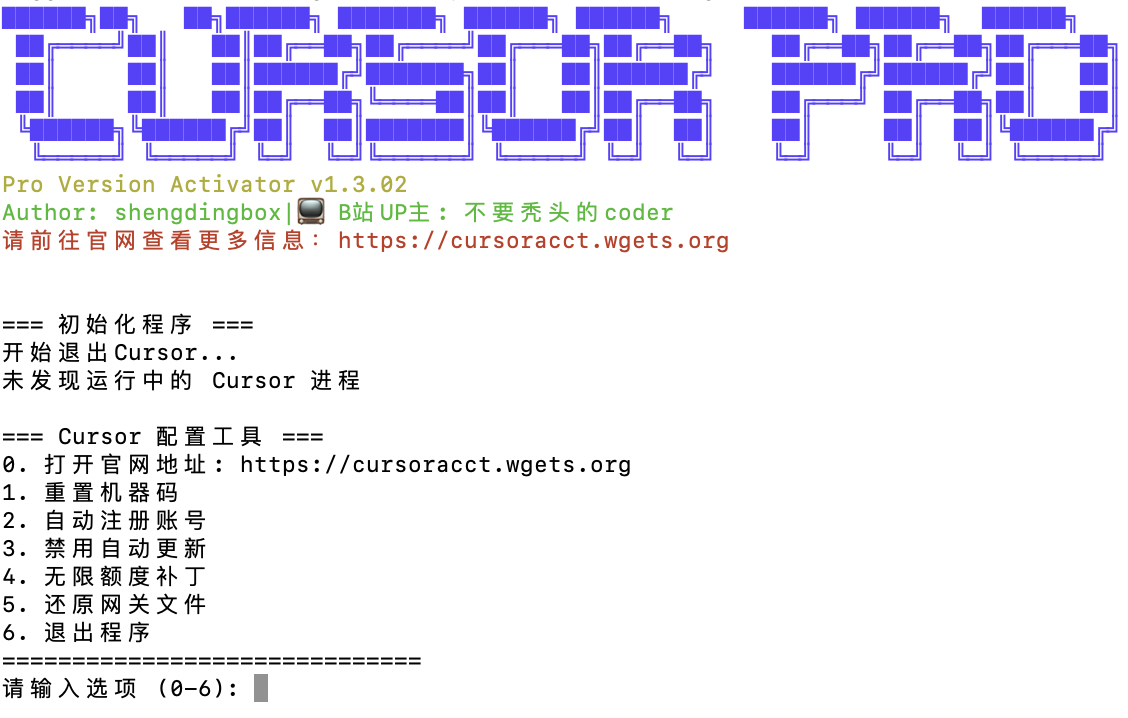 CURSOR PRO
Pro Version Activator v1.3.02
Author: shengdingbox|📺 B站UP主: 不要秃头的coder
请前往官网查看更多信息: https://cursoracct.wgets.org
=== 初始化程序 ===
开始退出Cursor...
未发现运行中的 Cursor 进程
=== Cursor 配置工具 ===
0. 打开官网地址: https://cursoracct.wgets.org
1. 重置机器码
2. 自动注册账号
3. 禁用自动更新
4. 无限额度补丁
5. 还原网关文件
6. 退出程序
==============================
请输入选项 (0-6):